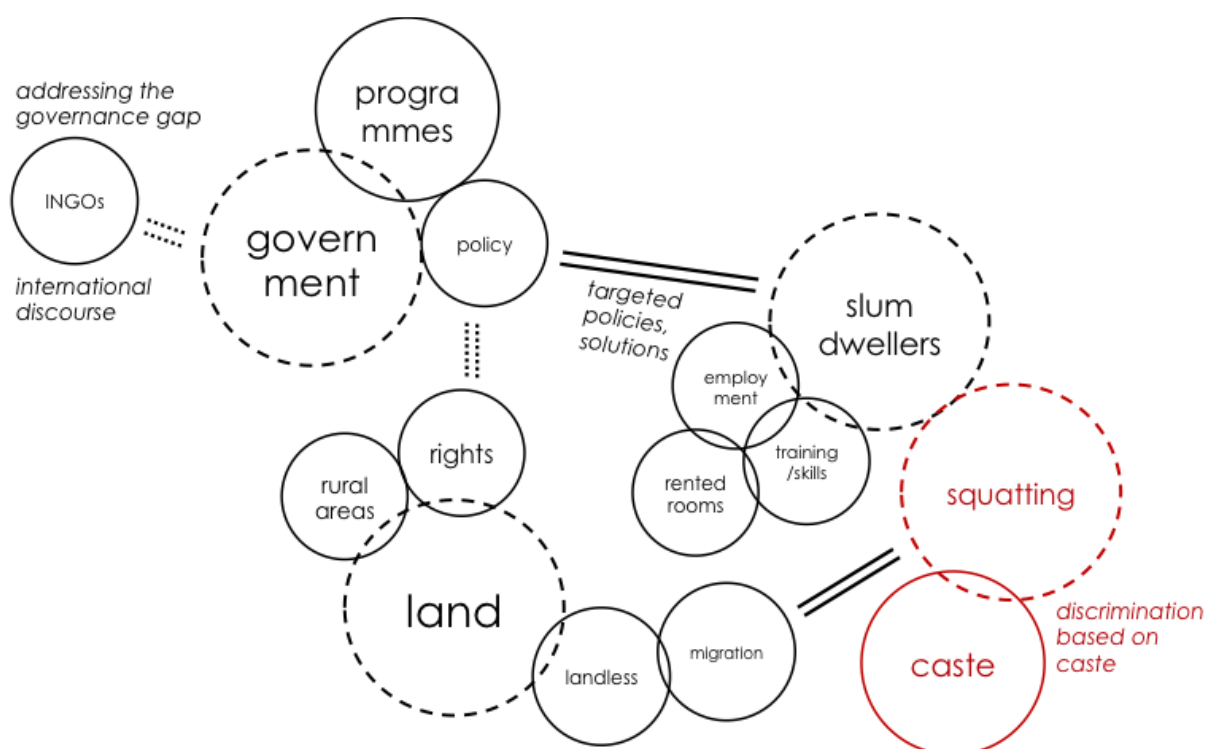 addressing the
governance gap
INGOs
international
discourse
progra
mmes
govern
ment
policy
targeted
policies,
solutions
slum
dwellers
employ
ment
training
/skills
rented
rooms
squatting
rights
rural
areas
land
landless
migration
caste
discrimination
based on
caste